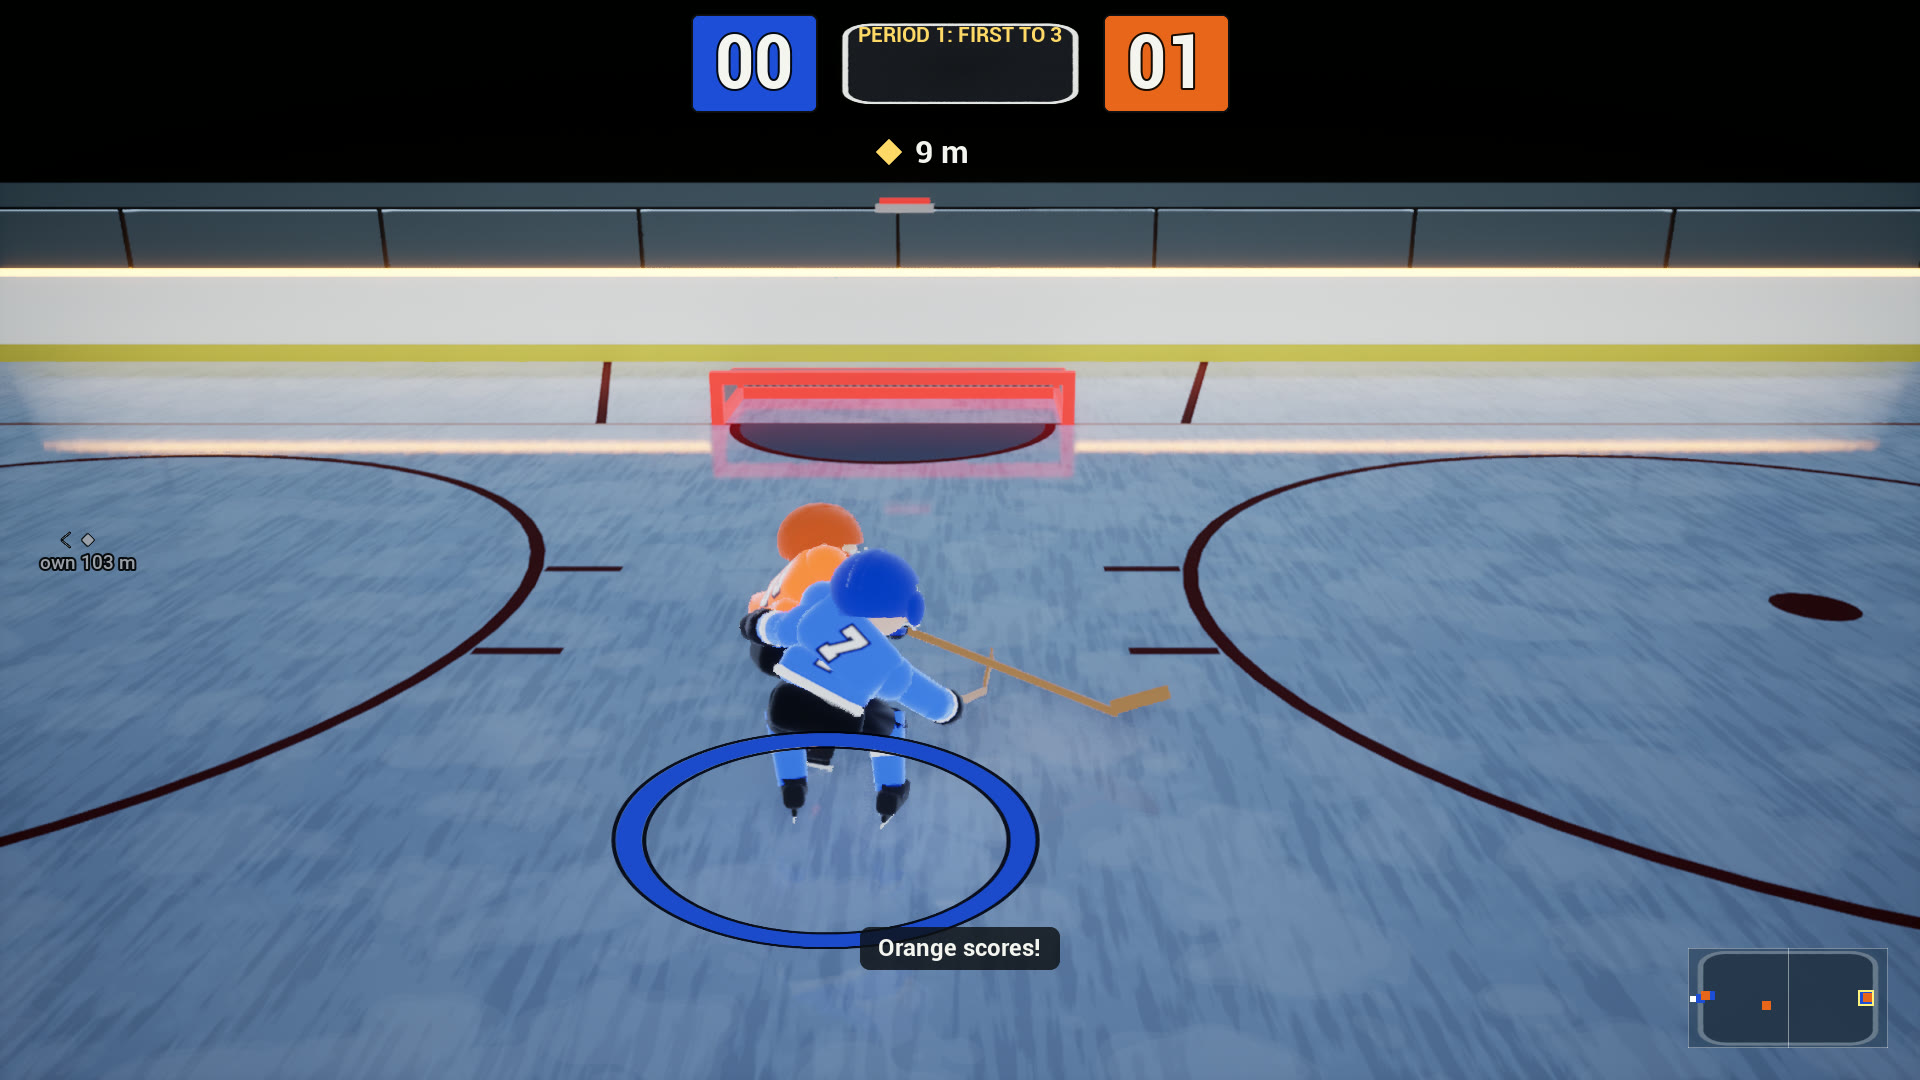 00
PERIOD 1: FIRST TO 3
01
9 m
< own 103 m
7
Orange scores!